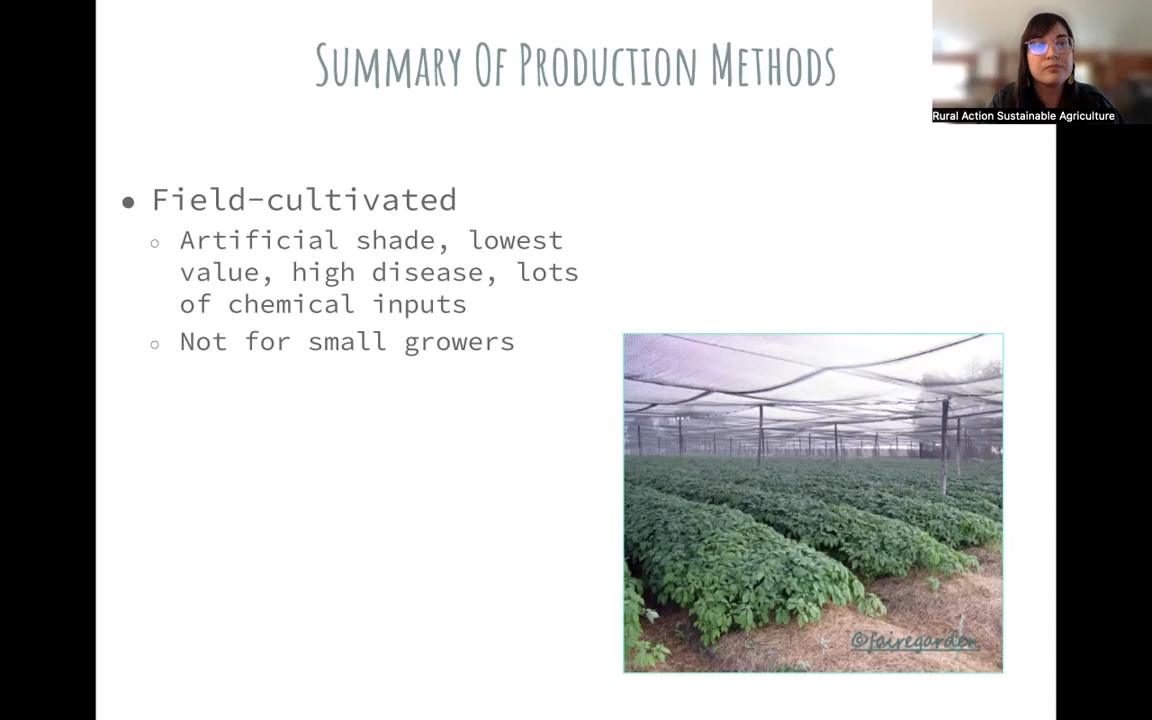 Summary Of Production Methods
Rural Action Sustainable Agriculture
● Field-cultivated
○ Artificial shade, lowest
value, high disease, lots
of chemical inputs
○ Not for small growers
©fairegarden